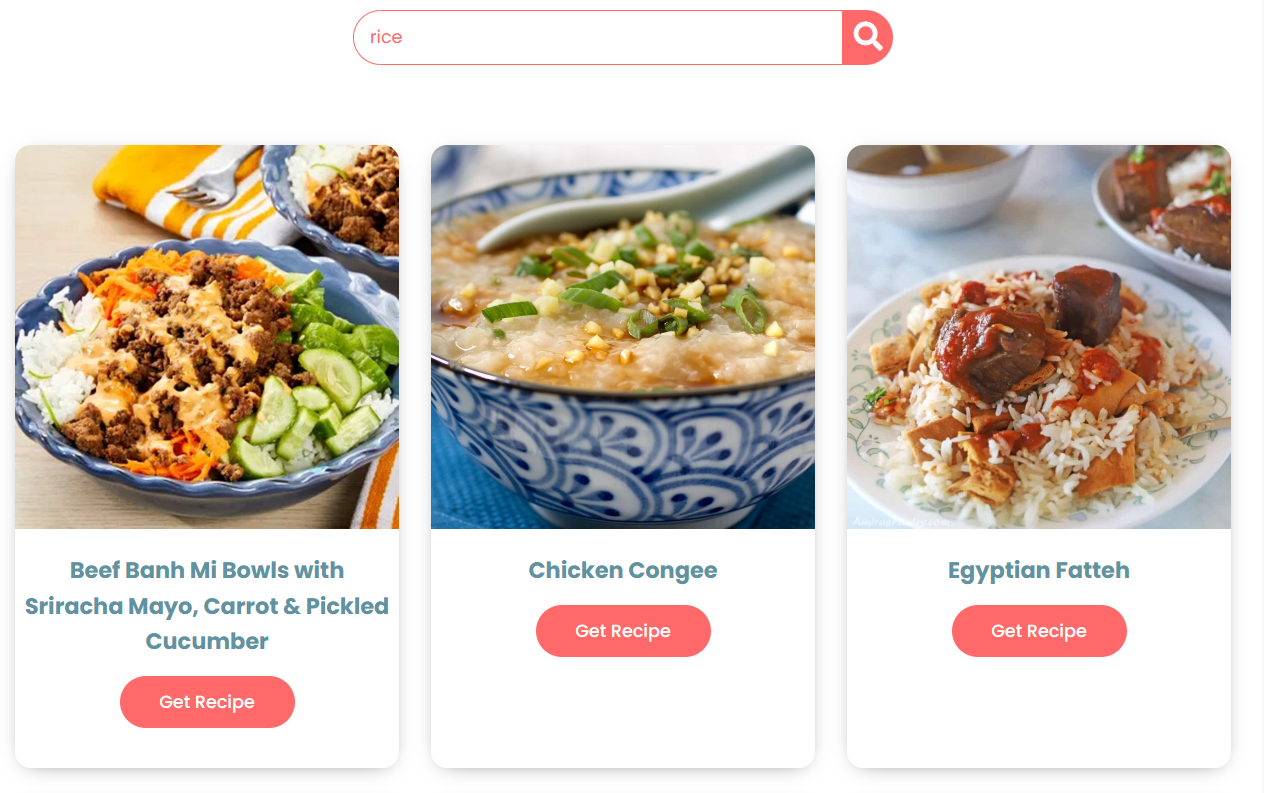 rice
Beef Banh Mi Bowls with
Sriracha Mayo, Carrot & Pickled
Cucumber
Get Recipe
Chicken Congee
Get Recipe
Egyptian Fatteh
Get Recipe